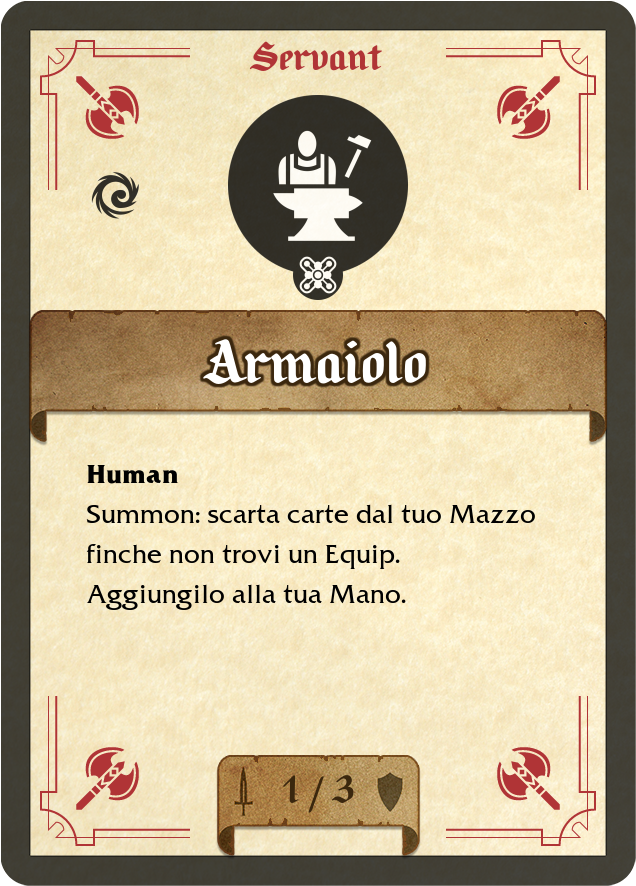 Servant
Armaiolo
Human
Summon: scarta carte dal tuo Mazzo
finche non trovi un Equip.
Aggiungilo alla tua Mano.
1/3